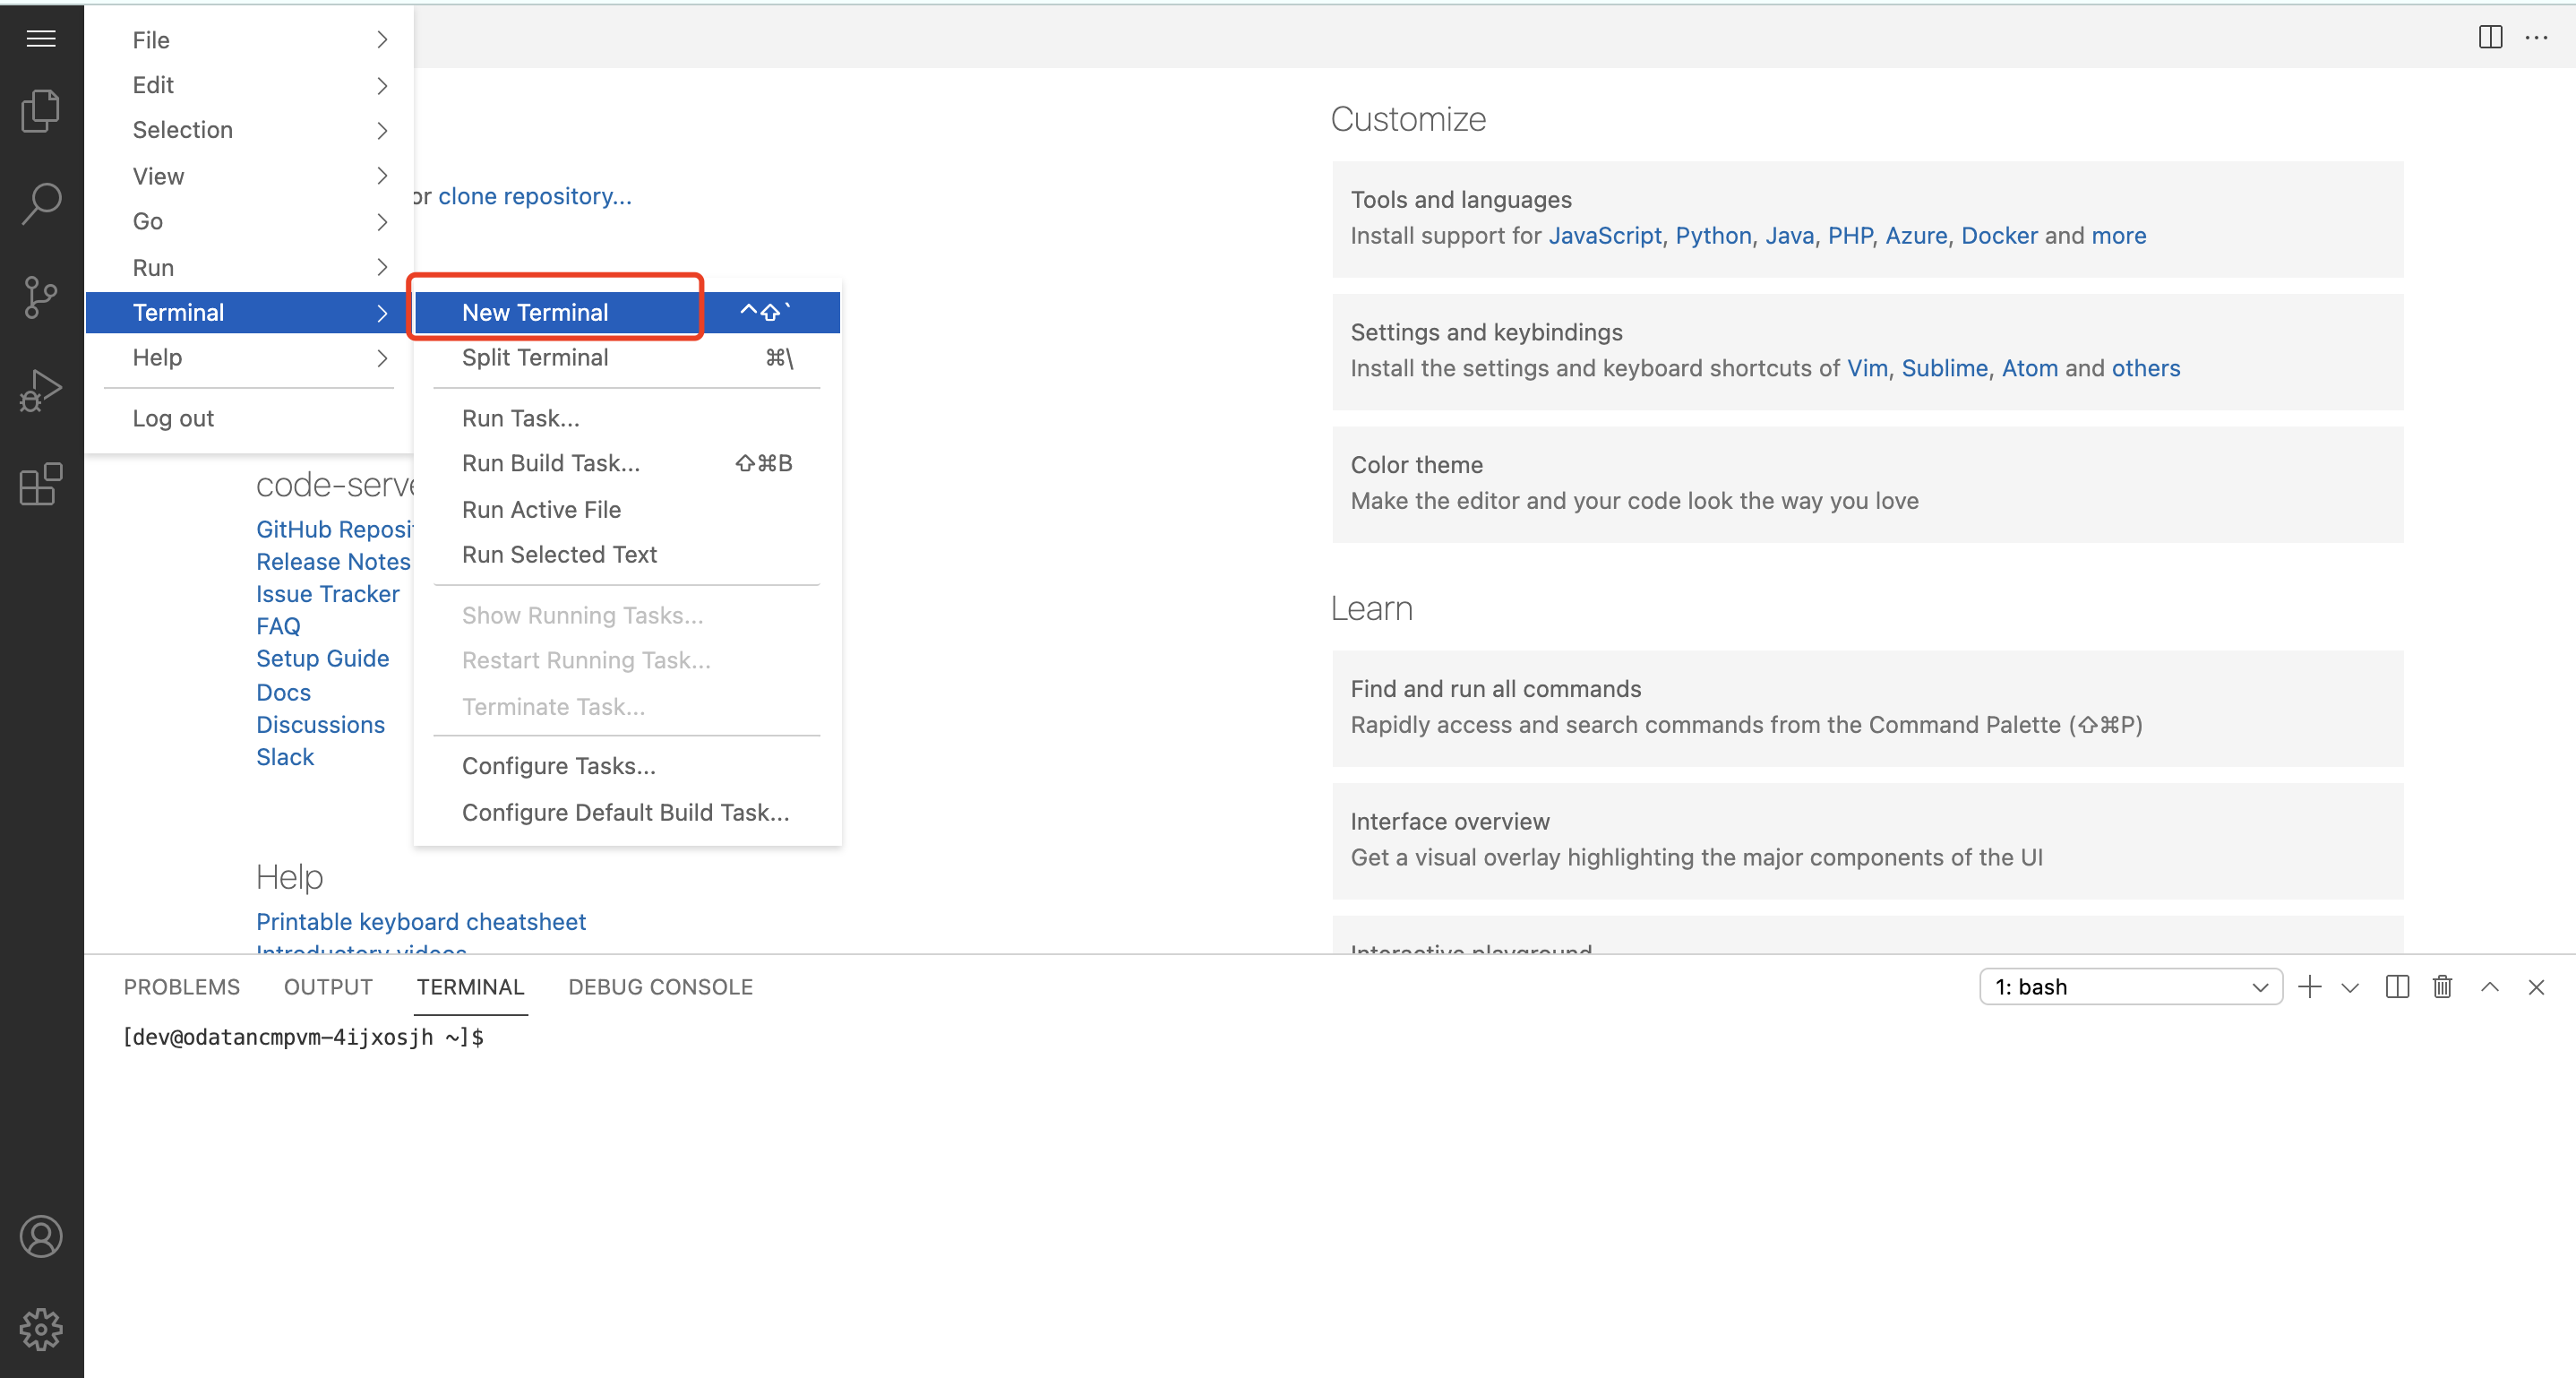 File
Edit
Selection
View
Go
Run
Terminal
Help
Log out
New Terminal ^⇧`
Split Terminal ⌘\
Run Task...
Run Build Task... ⇧⌘B
Run Active File
Run Selected Text
Show Running Tasks...
Restart Running Task...
Terminate Task...
Configure Tasks...
Configure Default Build Task...
or clone repository...
code-serve
GitHub Reposit
Release Notes
Issue Tracker
FAQ
Setup Guide
Docs
Discussions
Slack
Help
Printable keyboard cheatsheet
Introductory videos
Customize
Tools and languages
Install support for JavaScript, Python, Java, PHP, Azure, Docker and more
Settings and keybindings
Install the settings and keyboard shortcuts of Vim, Sublime, Atom and others
Color theme
Make the editor and your code look the way you love
Learn
Find and run all commands
Rapidly access and search commands from the Command Palette (⇧⌘P)
Interface overview
Get a visual overlay highlighting the major components of the UI
Interactive playground
PROBLEMS OUTPUT TERMINAL DEBUG CONSOLE 1: bash
[dev@odatancmpvm-4ijxosjh ~]$